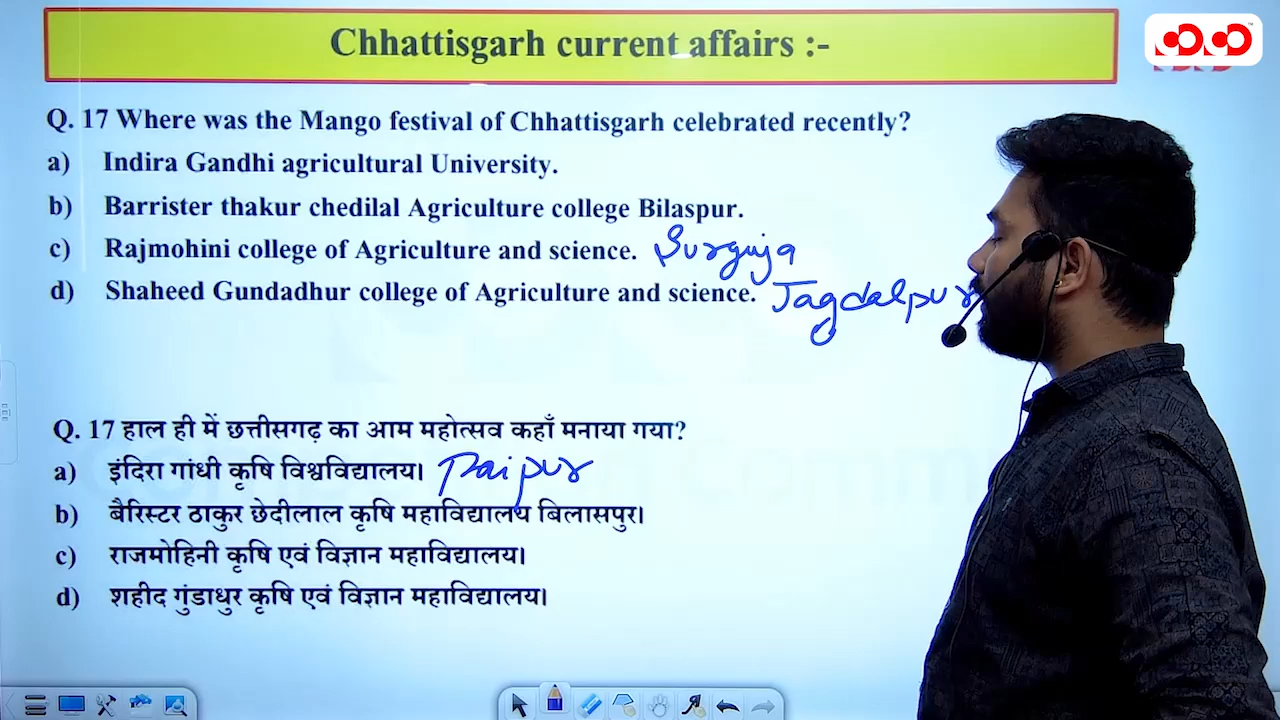 Chhattisgarh current affairs :-
Q. 17 Where was the Mango festival of Chhattisgarh celebrated recently?
a) Indira Gandhi agricultural University.
b) Barrister thakur chedilal Agriculture college Bilaspur.
c) Rajmohini college of Agriculture and science. Surguja
d) Shaheed Gundadhur college of Agriculture and science. Jagdalpur
Q. 17 हाल ही में छत्तीसगढ़ का आम महोत्सव कहाँ मनाया गया?
a) इंदिरा गांधी कृषि विश्वविद्यालय। Raipur
b) बैरिस्टर ठाकुर छेदीलाल कृषि महाविद्यालय बिलासपुर।
c) राजमोहिनी कृषि एवं विज्ञान महाविद्यालय।
d) शहीद गुंडाधुर कृषि एवं विज्ञान महाविद्यालय।